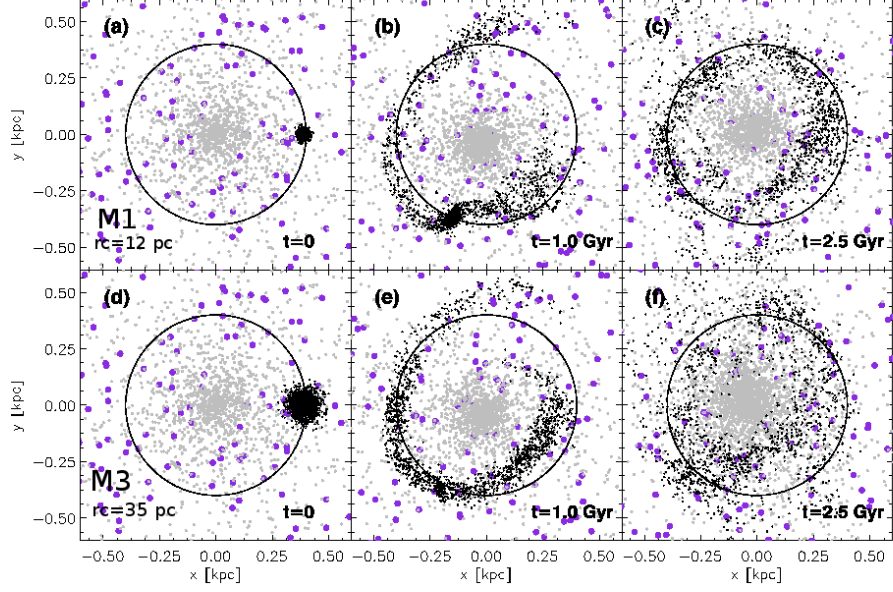 (a) (b) (c)
y [kpc] 0.50 0.25 0.00 −0.25 −0.50
M1
rc=12 pc
t=0 t=1.0 Gyr t=2.5 Gyr
(d) (e) (f)
y [kpc] 0.50 0.25 0.00 −0.25 −0.50
M3
rc=35 pc
t=0 t=1.0 Gyr t=2.5 Gyr
−0.50 −0.25 0.00 0.25 0.50 −0.50 −0.25 0.00 0.25 0.50 −0.50 −0.25 0.00 0.25 0.50
x [kpc] x [kpc] x [kpc]